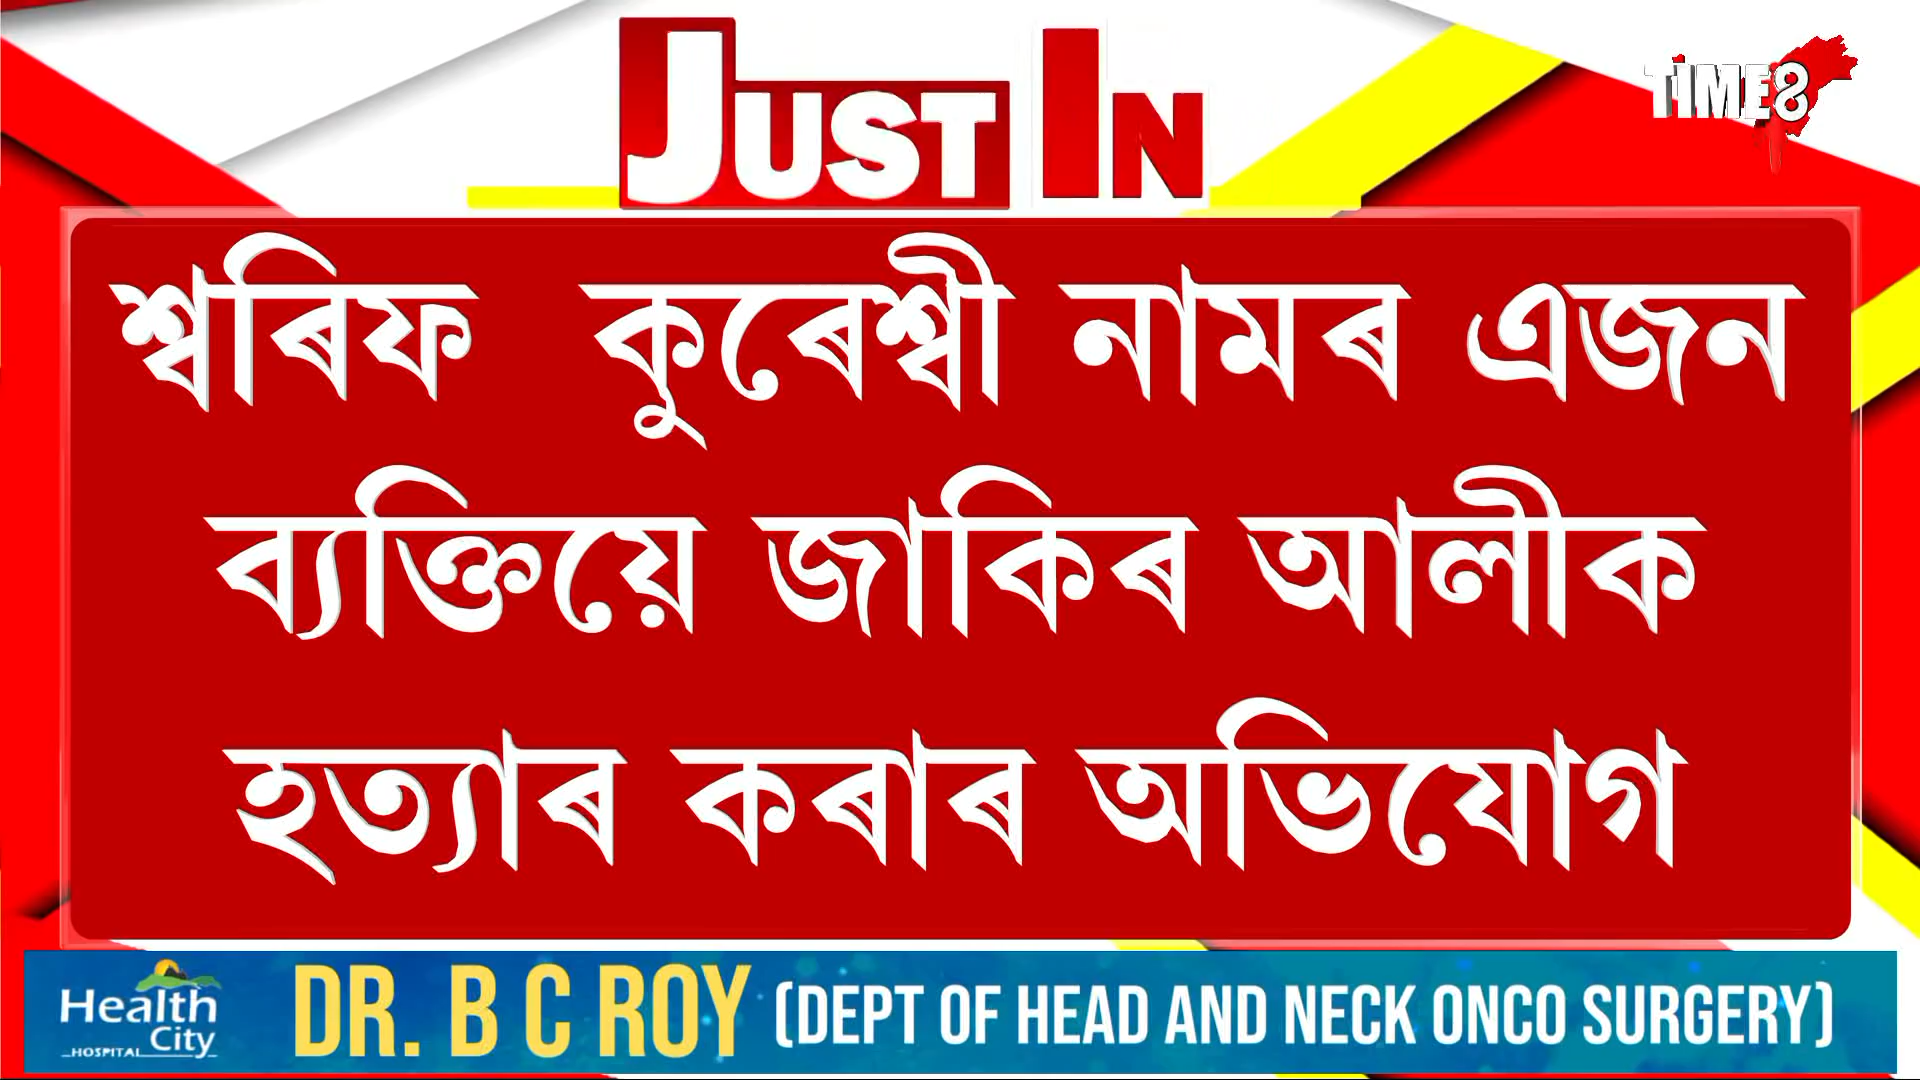 JUST IN
TIME8
শ্বৰিফ কুৰেশ্বী নামৰ এজন
ব্যক্তিয়ে জাকিৰ আলীক
হত্যাৰ কৰাৰ অভিযোগ
Health City HOSPITAL
DR. B C ROY (DEPT OF HEAD AND NECK ONCO SURGERY)